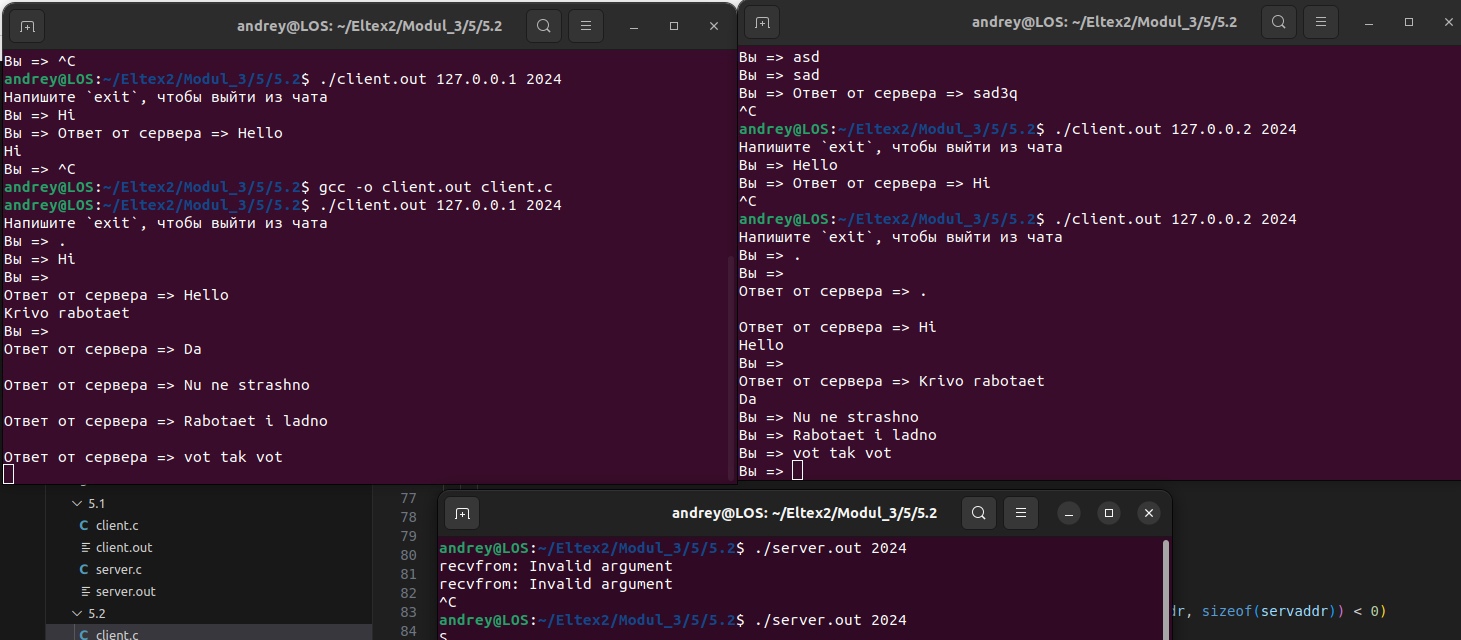 andrey@LOS: ~/Eltex2/Modul_3/5/5.2
Вы => ^C
andrey@LOS:~/Eltex2/Modul_3/5/5.2$ ./client.out 127.0.0.1 2024
Напишите `exit`, чтобы выйти из чата
Вы => Hi
Вы => Ответ от сервера => Hello
Hi
Вы => ^C
andrey@LOS:~/Eltex2/Modul_3/5/5.2$ gcc -o client.out client.c
andrey@LOS:~/Eltex2/Modul_3/5/5.2$ ./client.out 127.0.0.1 2024
Напишите `exit`, чтобы выйти из чата
Вы => .
Вы => Hi
Вы =>
Ответ от сервера => Hello
Krivo rabotaet
Вы =>
Ответ от сервера => Da
Ответ от сервера => Nu ne strashno
Ответ от сервера => Rabotaet i ladno
Ответ от сервера => vot tak vot
andrey@LOS: ~/Eltex2/Modul_3/5/5.2
Вы => asd
Вы => sad
Вы => Ответ от сервера => sad3q
^C
andrey@LOS:~/Eltex2/Modul_3/5/5.2$ ./client.out 127.0.0.2 2024
Напишите `exit`, чтобы выйти из чата
Вы => Hello
Вы => Ответ от сервера => Hi
^C
andrey@LOS:~/Eltex2/Modul_3/5/5.2$ ./client.out 127.0.0.2 2024
Напишите `exit`, чтобы выйти из чата
Вы => .
Вы =>
Ответ от сервера => .
Ответ от сервера => Hi
Hello
Вы =>
Ответ от сервера => Krivo rabotaet
Da
Вы => Nu ne strashno
Вы => Rabotaet i ladno
Вы => vot tak vot
Вы =>
5.1
C client.c
client.out
C server.c
server.out
5.2
C client.c
77
78
79
80
81
82
83
84
andrey@LOS: ~/Eltex2/Modul_3/5/5.2
andrey@LOS:~/Eltex2/Modul_3/5/5.2$ ./server.out 2024
recvfrom: Invalid argument
recvfrom: Invalid argument
^C
andrey@LOS:~/Eltex2/Modul_3/5/5.2$ ./server.out 2024
S
dr, sizeof(servaddr)) < 0)